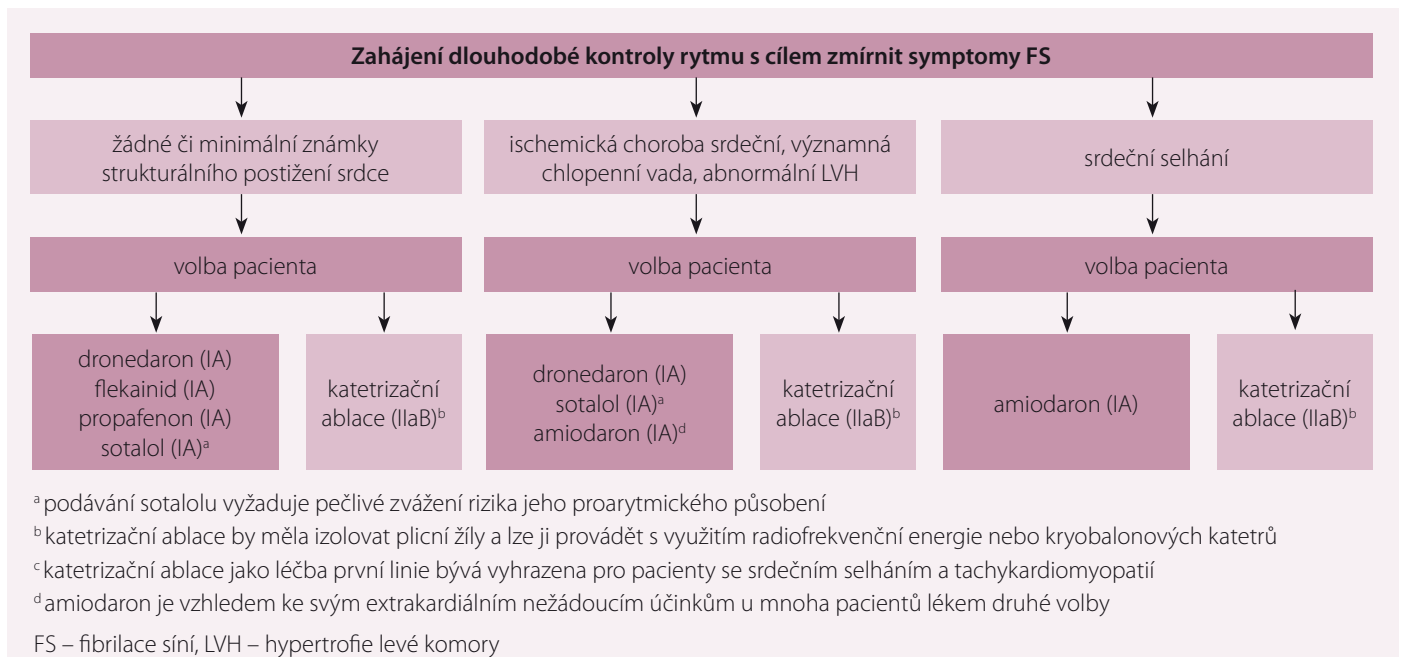 Zahájení dlouhodobé kontroly rytmu s cílem zmírnit symptomy FS
žádné či minimální známky
strukturálního postižení srdce
ischemická choroba srdeční, významná
chlopenní vada, abnormální LVH
srdeční selhání
volba pacienta
volba pacienta
volba pacienta
dronedaron (IA)
flekainid (IA)
propafenon (IA)
sotalol (IA)a
katetrizační
ablace (IIaB)b
dronedaron (IA)
sotalol (IA)a
amiodaron (IA)d
katetrizační
ablace (IIaB)b
amiodaron (IA)
katetrizační
ablace (IIaB)b
a podávání sotalolu vyžaduje pečlivé zvážení rizika jeho proarytmického působení
b katetrizační ablace by měla izolovat plicní žíly a lze ji provádět s využitím radiofrekvenční energie nebo kryobalonových katetrů
c katetrizační ablace jako léčba první linie bývá vyhrazena pro pacienty se srdečním selháním a tachykardiomyopatií
d amiodaron je vzhledem ke svým extrakardiálním nežádoucím účinkům u mnoha pacientů lékem druhé volby
FS – fibrilace síní, LVH – hypertrofie levé komory